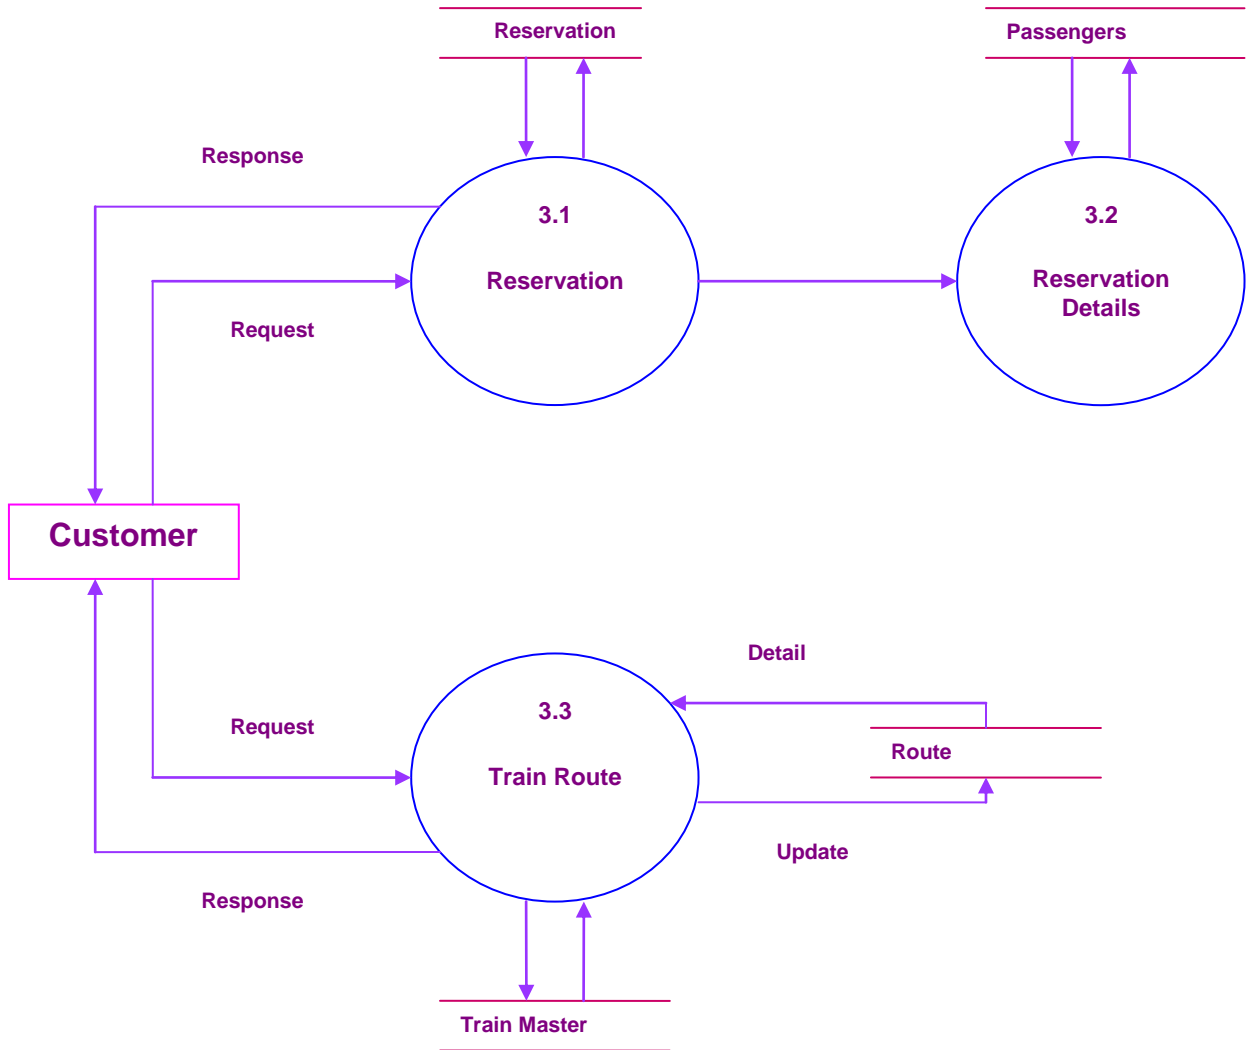 Reservation
Passengers
Response
3.1
3.2
Reservation
Reservation
Details
Request
Customer
Detail
3.3
Request
Route
Train Route
Update
Response
Train Master